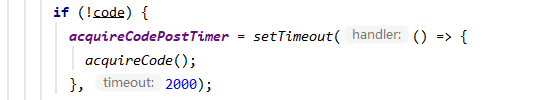 if (!code) {
acquireCodePostTimer = setTimeout( handler: () => {
acquireCode();
}, timeout: 2000);